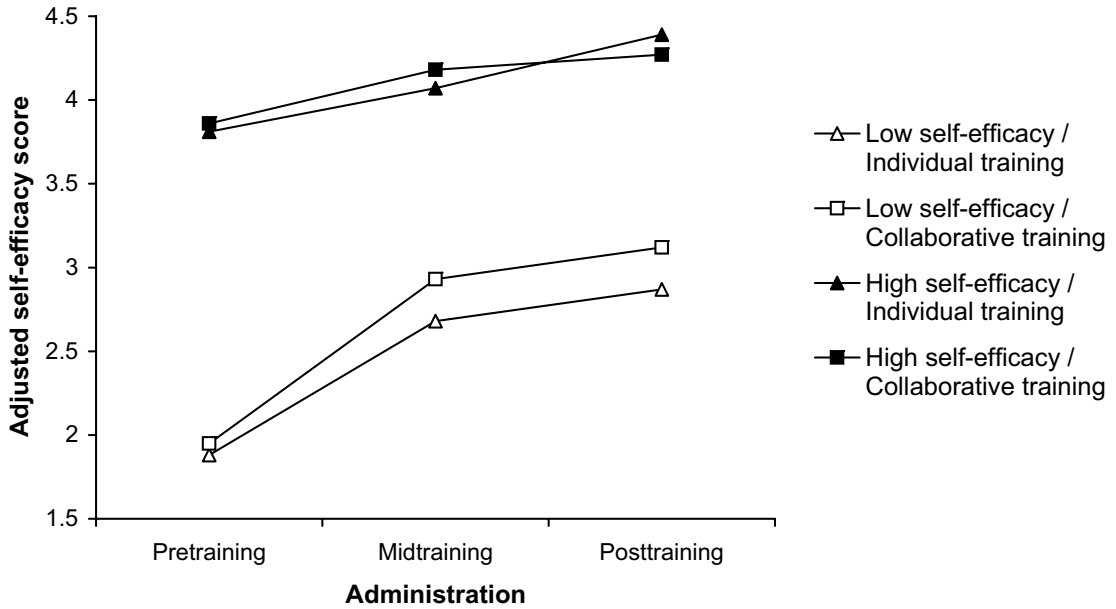 4.5
4
3.5
3
2.5
2
1.5
Adjusted self-efficacy score
Pretraining Midtraining Posttraining
Administration
Low self-efficacy /
Individual training
Low self-efficacy /
Collaborative training
High self-efficacy /
Individual training
High self-efficacy /
Collaborative training